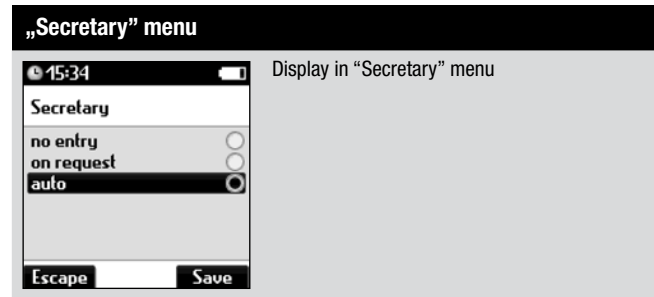 „Secretary” menu
15:34
Display in “Secretary” menu
Secretary
no entry
on request
auto
Escape Save